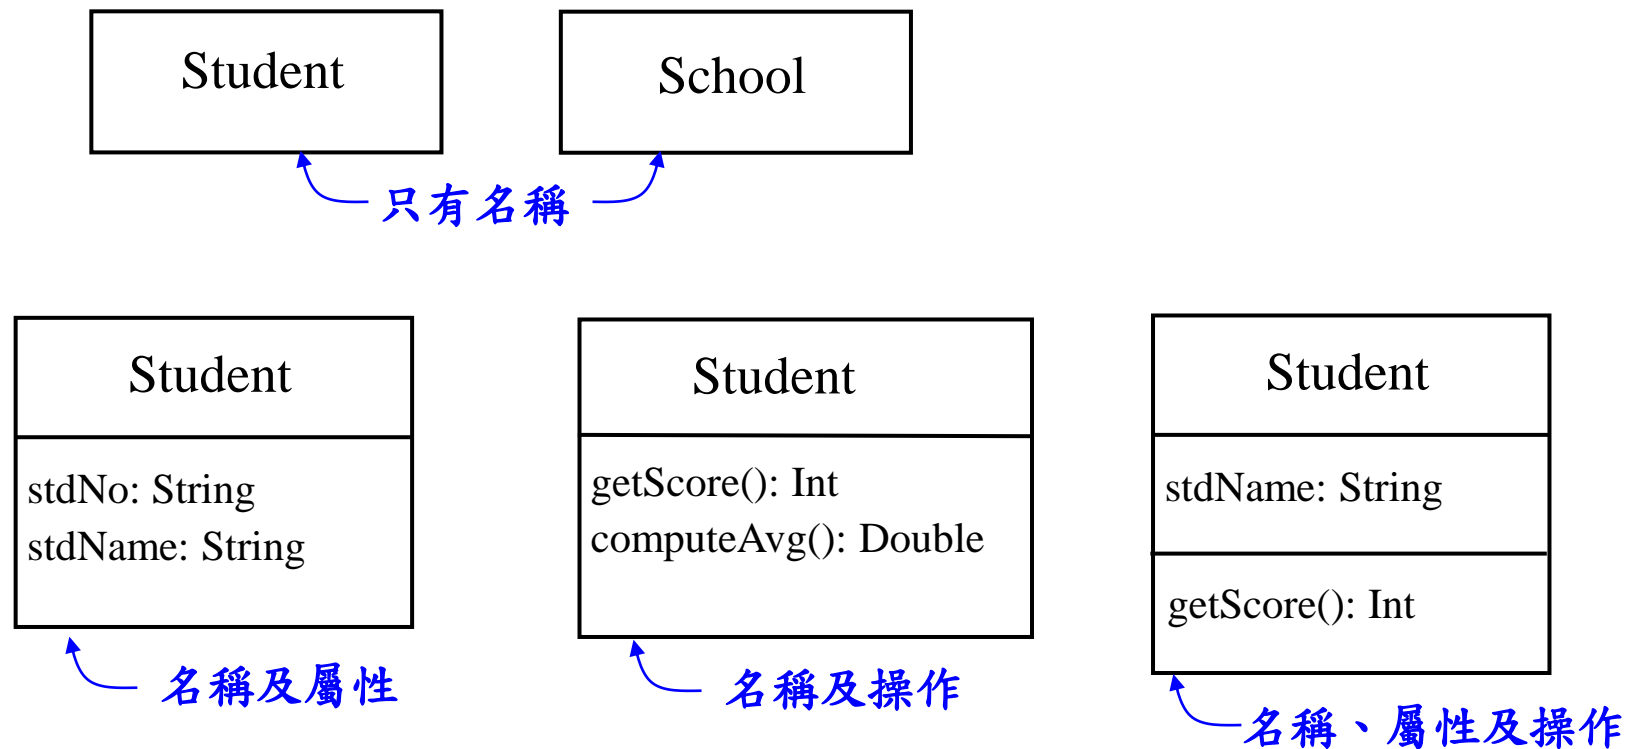 Student
School
只有名稱
Student
stdNo: String
stdName: String
名稱及屬性
Student
getScore(): Int
computeAvg(): Double
名稱及操作
Student
stdName: String
getScore(): Int
名稱、屬性及操作